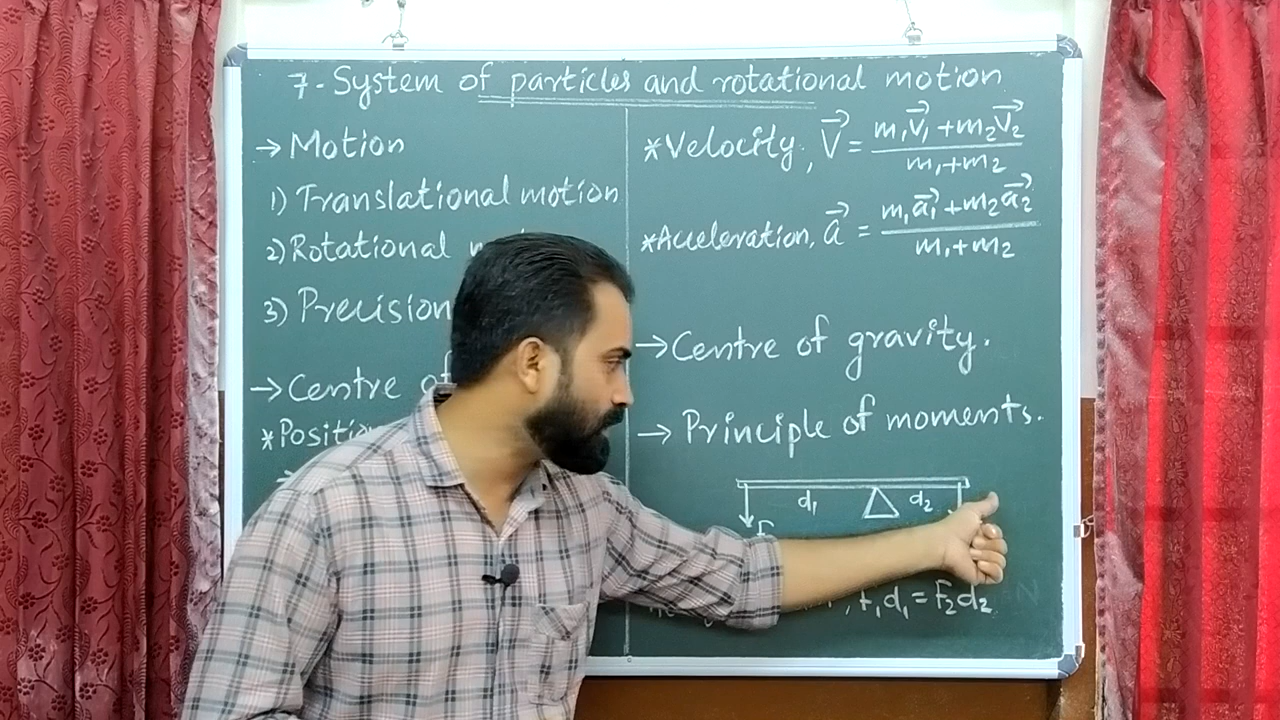 7-System of particles and rotational motion
→ Motion
1) Translational motion
2) Rotational
3) Precision
→ Centre of
*Position
*Velocity, V⃗ = (m₁v⃗₁ + m₂v⃗₂)/(m₁ + m₂)
*Acceleration, a⃗ = (m₁a⃗₁ + m₂a⃗₂)/(m₁ + m₂)
→ Centre of gravity.
→ Principle of moments.
d₁ d₂
F
, F₁d₁ = F₂d₂